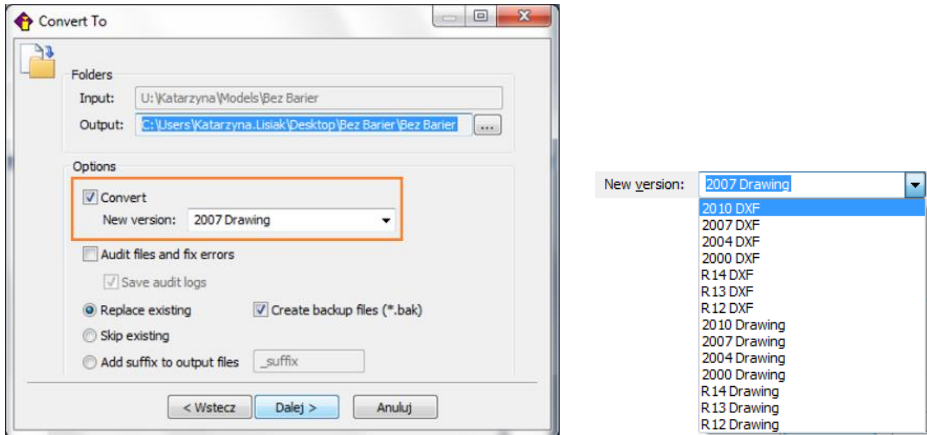 Convert To
Folders
Input: U:\Katarzyna\Models\Bez Barier
Output: C:\Users\Katarzyna.Lisiak\Desktop\Bez Barier\Bez Barier ...
Options
Convert
New version: 2007 Drawing
Audit files and fix errors
Save audit logs
Replace existing Create backup files (*.bak)
Skip existing
Add suffix to output files _suffix
< Wstecz Dalej > Anuluj
New version: 2007 Drawing
2010 DXF
2007 DXF
2004 DXF
2000 DXF
R14 DXF
R13 DXF
R12 DXF
2010 Drawing
2007 Drawing
2004 Drawing
2000 Drawing
R14 Drawing
R13 Drawing
R12 Drawing